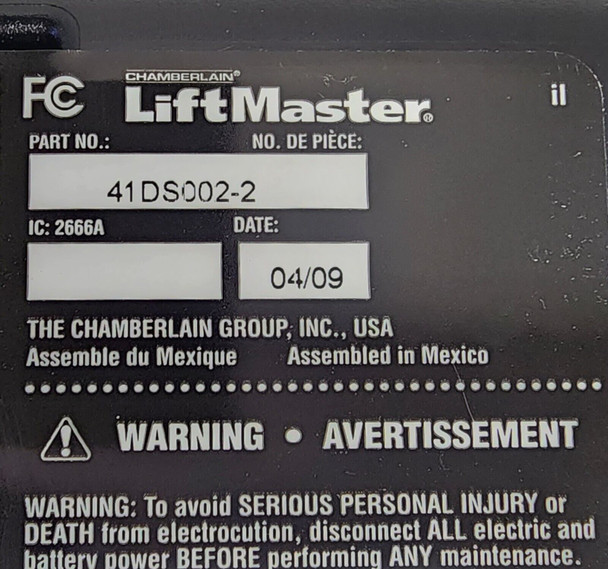 FC
CHAMBERLAIN®
LiftMaster®
il
PART NO.: NO. DE PIÈCE:
41DS002-2
IC: 2666A DATE:
04/09
THE CHAMBERLAIN GROUP, INC., USA
Assemble du Mexique Assembled in Mexico
WARNING • AVERTISSEMENT
WARNING: To avoid SERIOUS PERSONAL INJURY or
DEATH from electrocution, disconnect ALL electric and
battery power BEFORE performing ANY maintenance.